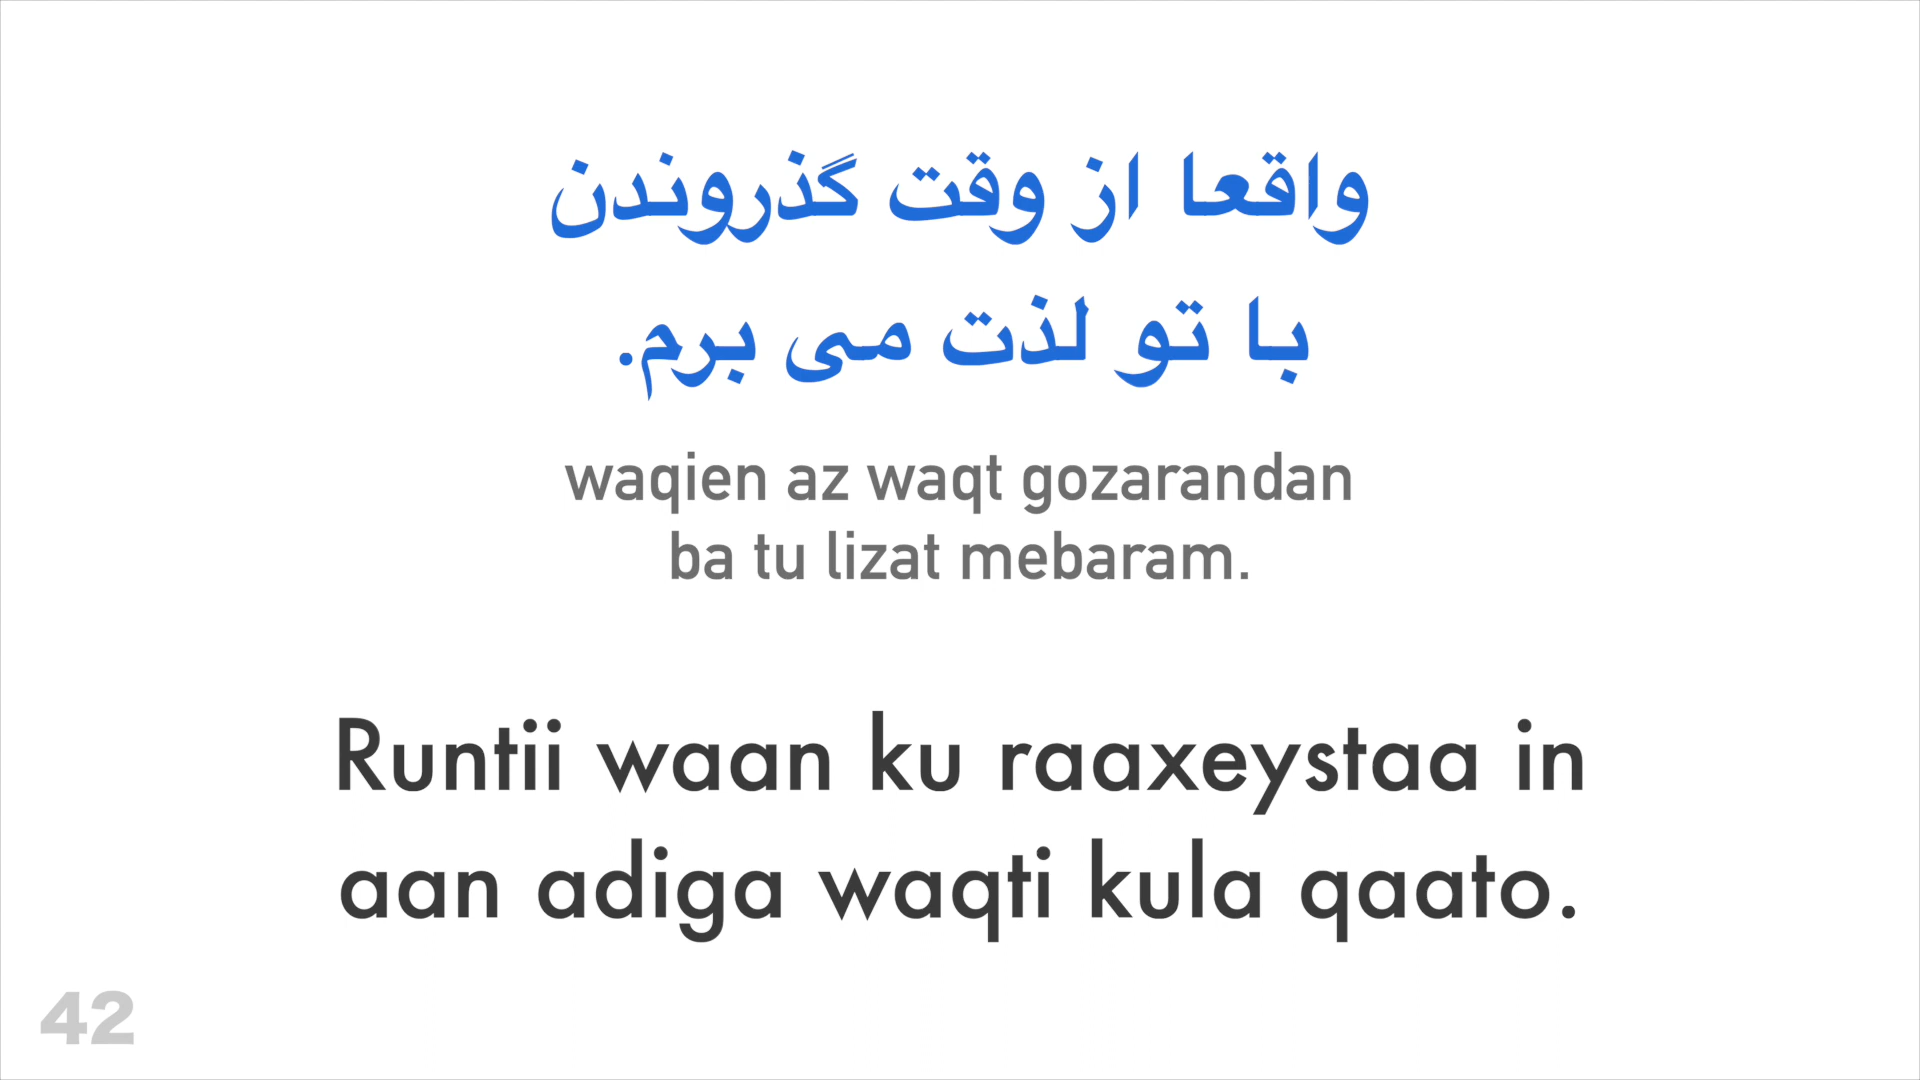 واقعا از وقت گذروندن
با تو لذت می برم.
waqien az waqt gozarandan
ba tu lizat mebaram.
Runtii waan ku raaxeystaa in
aan adiga waqti kula qaato.
42